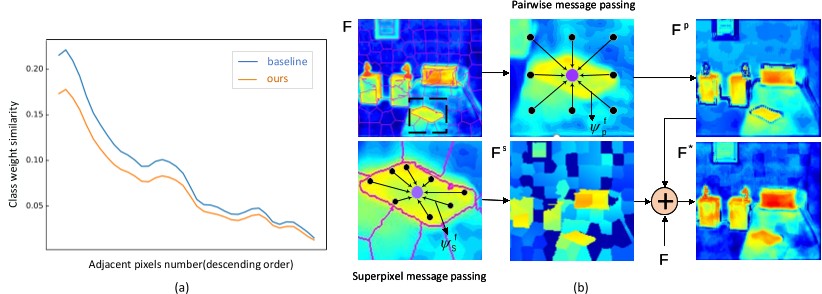 Pairwise message passing
F
F^p
baseline
ours
0.20
0.15
0.10
0.05
Class weight similarity
Adjacent pixels number(descending order)
(a)
ψ_p^f
F^s
F^*
ψ_s^f
+
F
Superpixel message passing
(b)